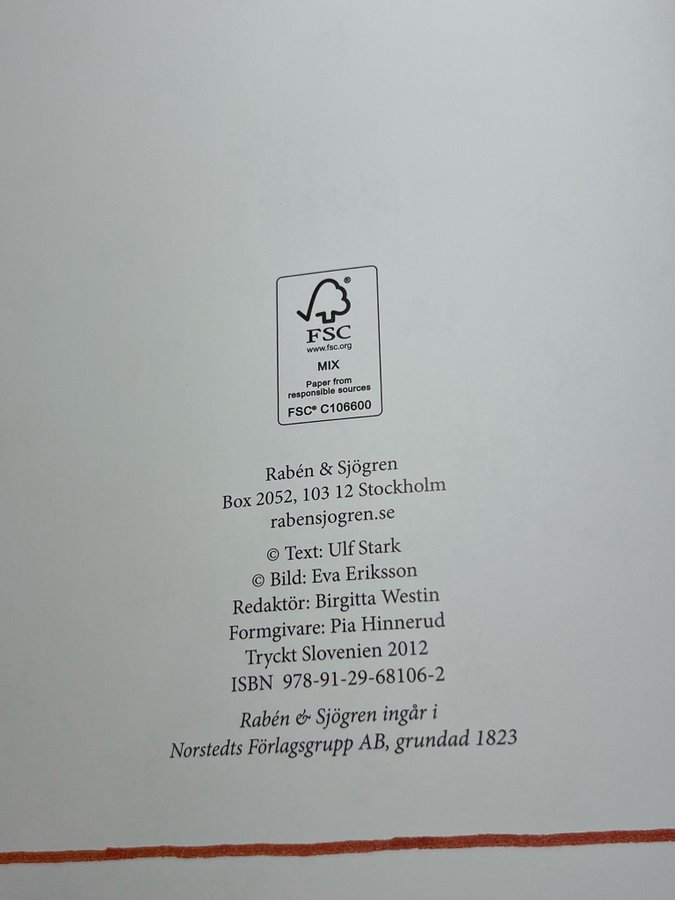 FSC®
www.fsc.org
MIX
Paper from
responsible sources
FSC® C106600
Rabén & Sjögren
Box 2052, 103 12 Stockholm
rabensjogren.se
© Text: Ulf Stark
© Bild: Eva Eriksson
Redaktör: Birgitta Westin
Formgivare: Pia Hinnerud
Tryckt Slovenien 2012
ISBN 978-91-29-68106-2
Rabén & Sjögren ingår i
Norstedts Förlagsgrupp AB, grundad 1823